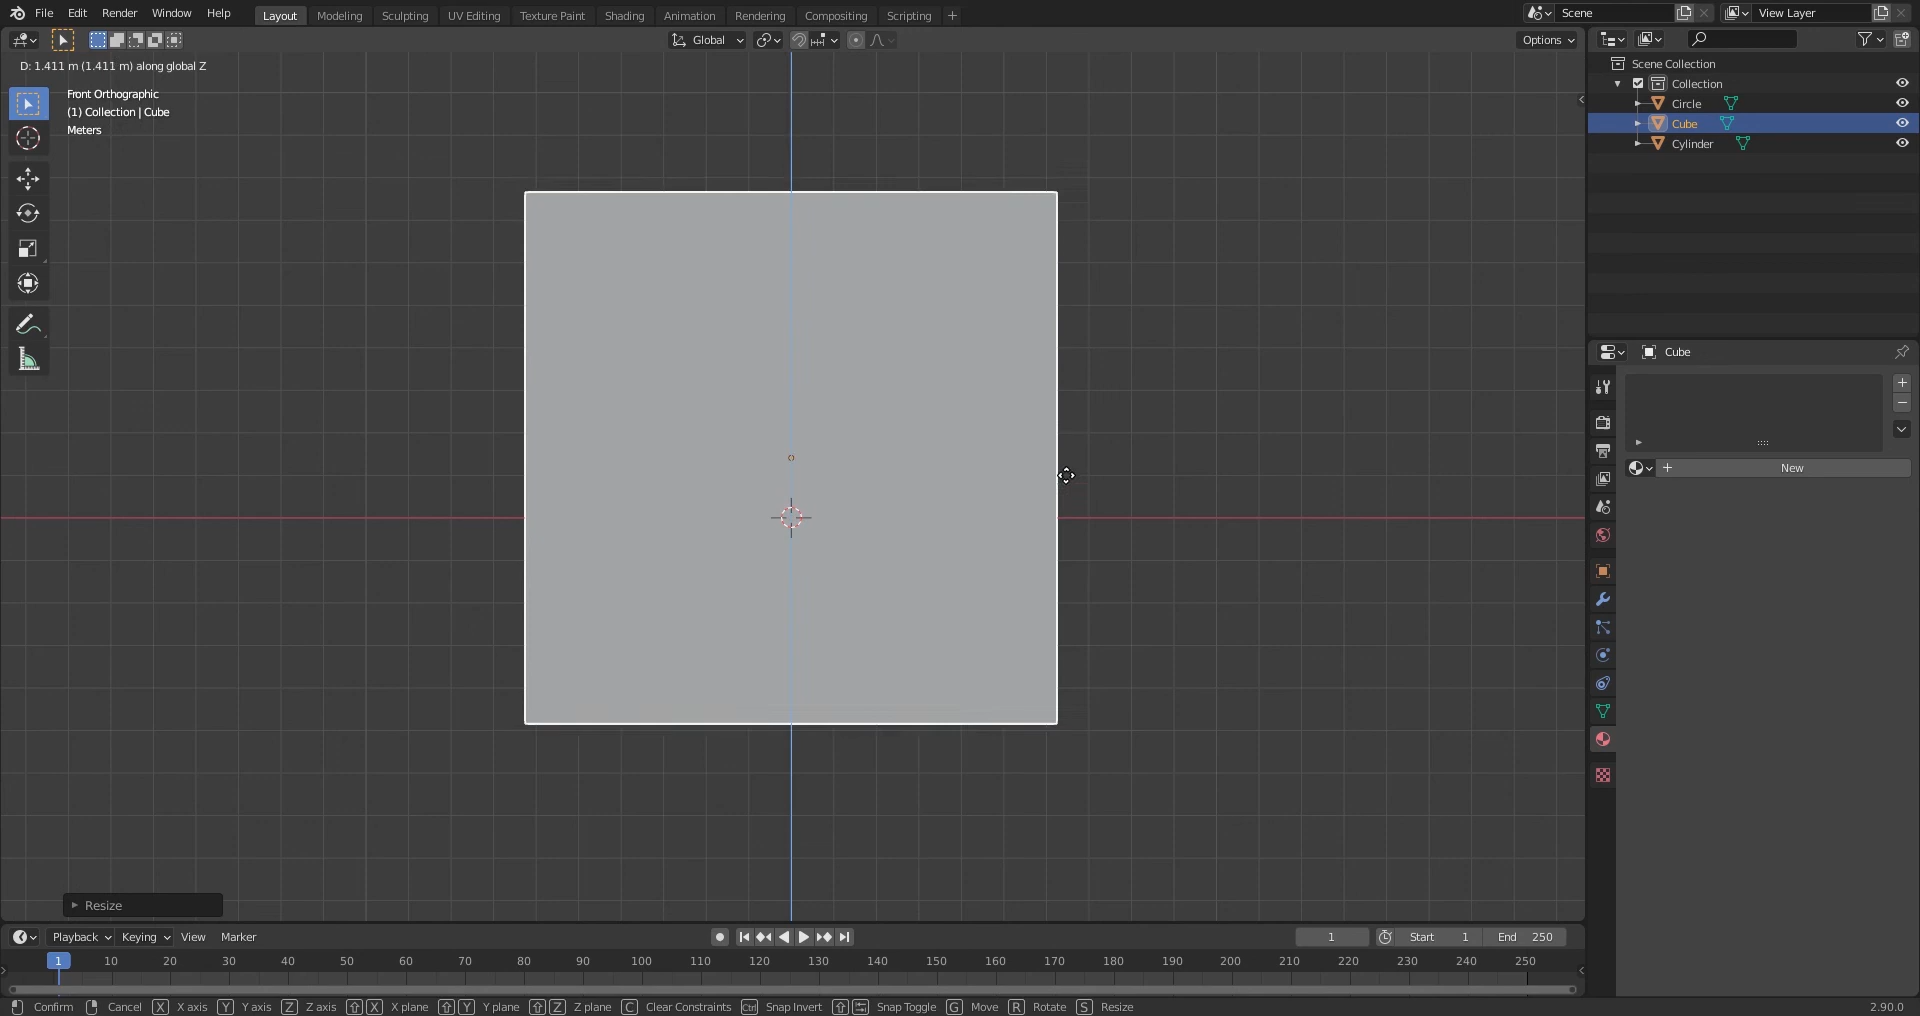 File Edit Render Window Help Layout Modeling Sculpting UV Editing Texture Paint Shading Animation Rendering Compositing Scripting + Scene View Layer
Global Options
D: 1.411 m (1.411 m) along global Z
Front Orthographic
(1) Collection | Cube
Meters
Scene Collection
Collection
Circle
Cube
Cylinder
Cube
+ New
Resize
Playback Keying View Marker 1 Start 1 End 250
1 10 20 30 40 50 60 70 80 90 100 110 120 130 140 150 160 170 180 190 200 210 220 230 240 250
Confirm Cancel X X axis Y Y axis Z Z axis X X plane Y Y plane Z Z plane C Clear Constraints Ctrl Snap Invert Snap Toggle G Move R Rotate S Resize 2.90.0